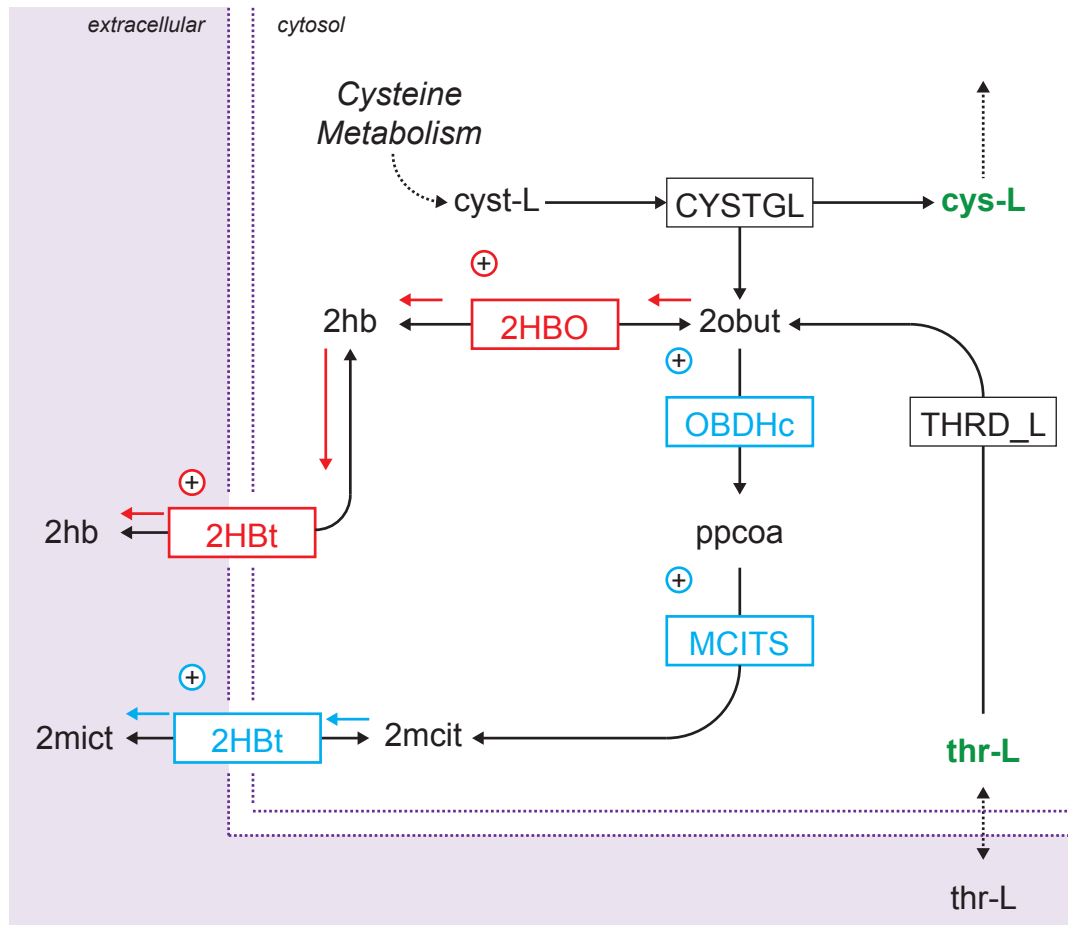 extracellular
cytosol
Cysteine
Metabolism
cyst-L
CYSTGL
cys-L
+
2hb
2HBO
2obut
+
OBDHc
THRD_L
+
2hb
2HBt
ppcoa
+
MCITS
+
2mict
2HBt
2mcit
thr-L
thr-L